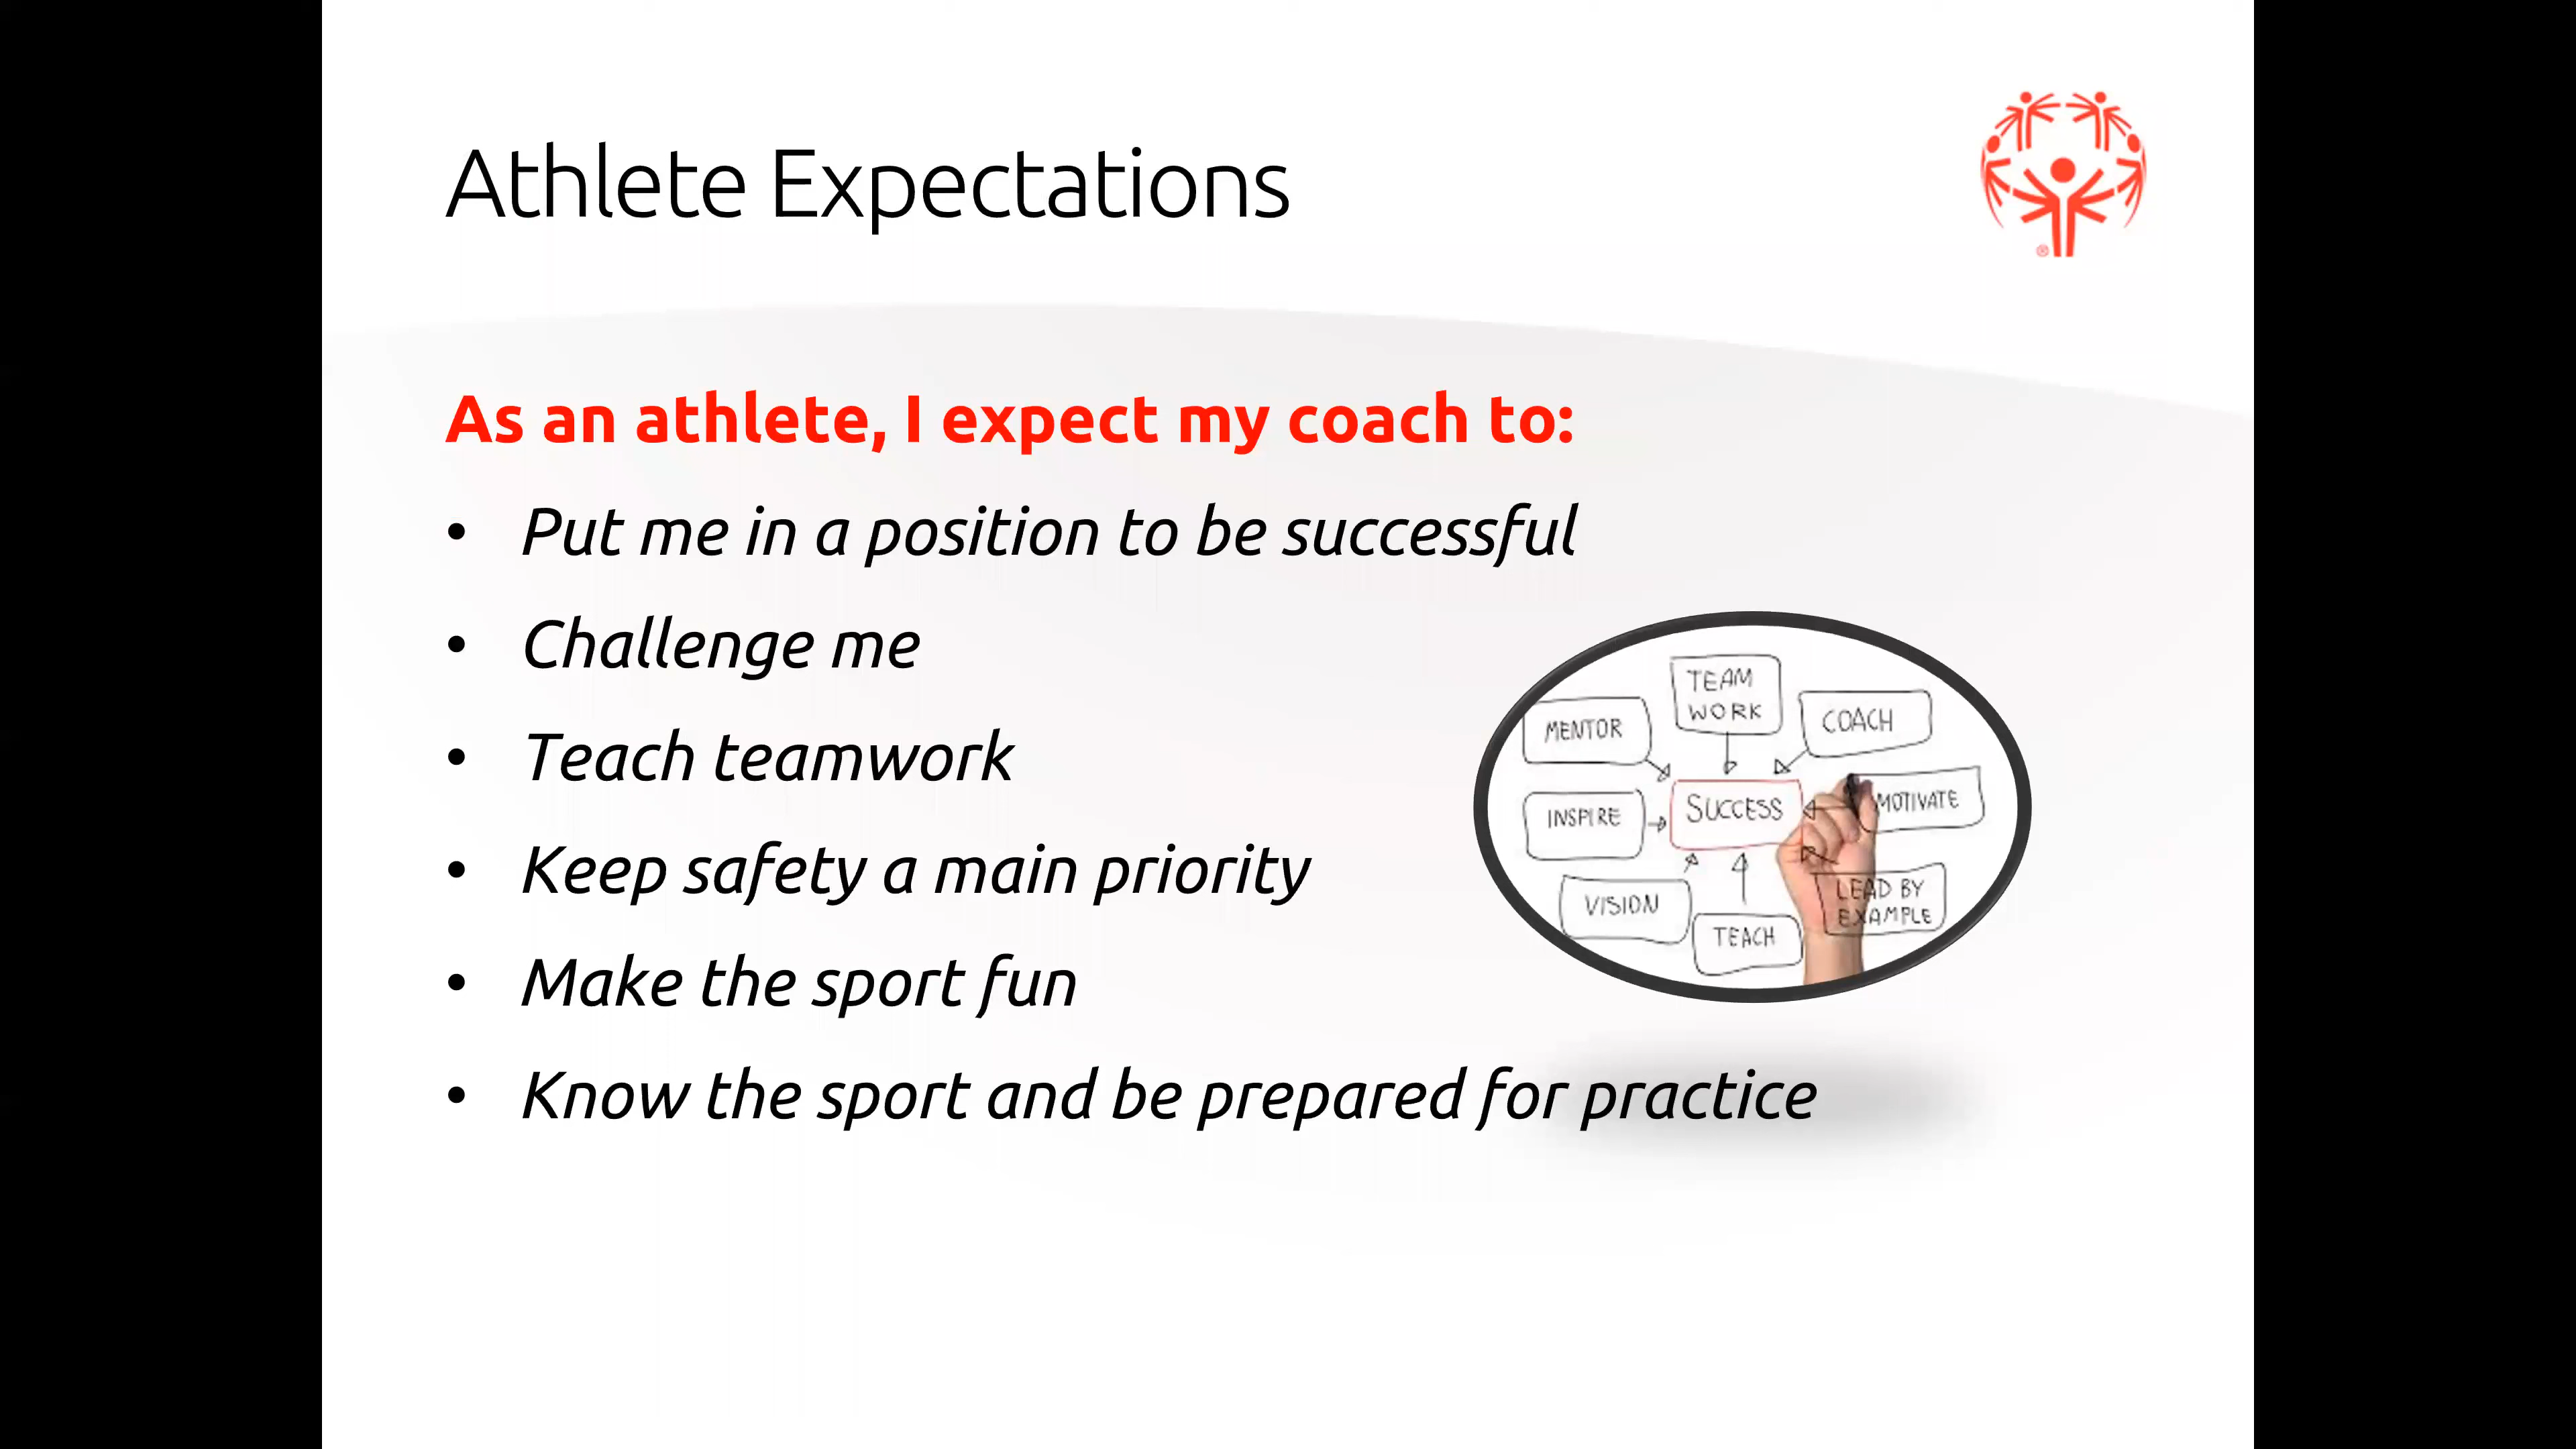 Athlete Expectations
®
As an athlete, I expect my coach to:
• Put me in a position to be successful
• Challenge me
• Teach teamwork
• Keep safety a main priority
• Make the sport fun
• Know the sport and be prepared for practice
TEAM
WORK
MENTOR
COACH
INSPIRE
SUCCESS
MOTIVATE
VISION
TEACH
LEAD BY
EXAMPLE